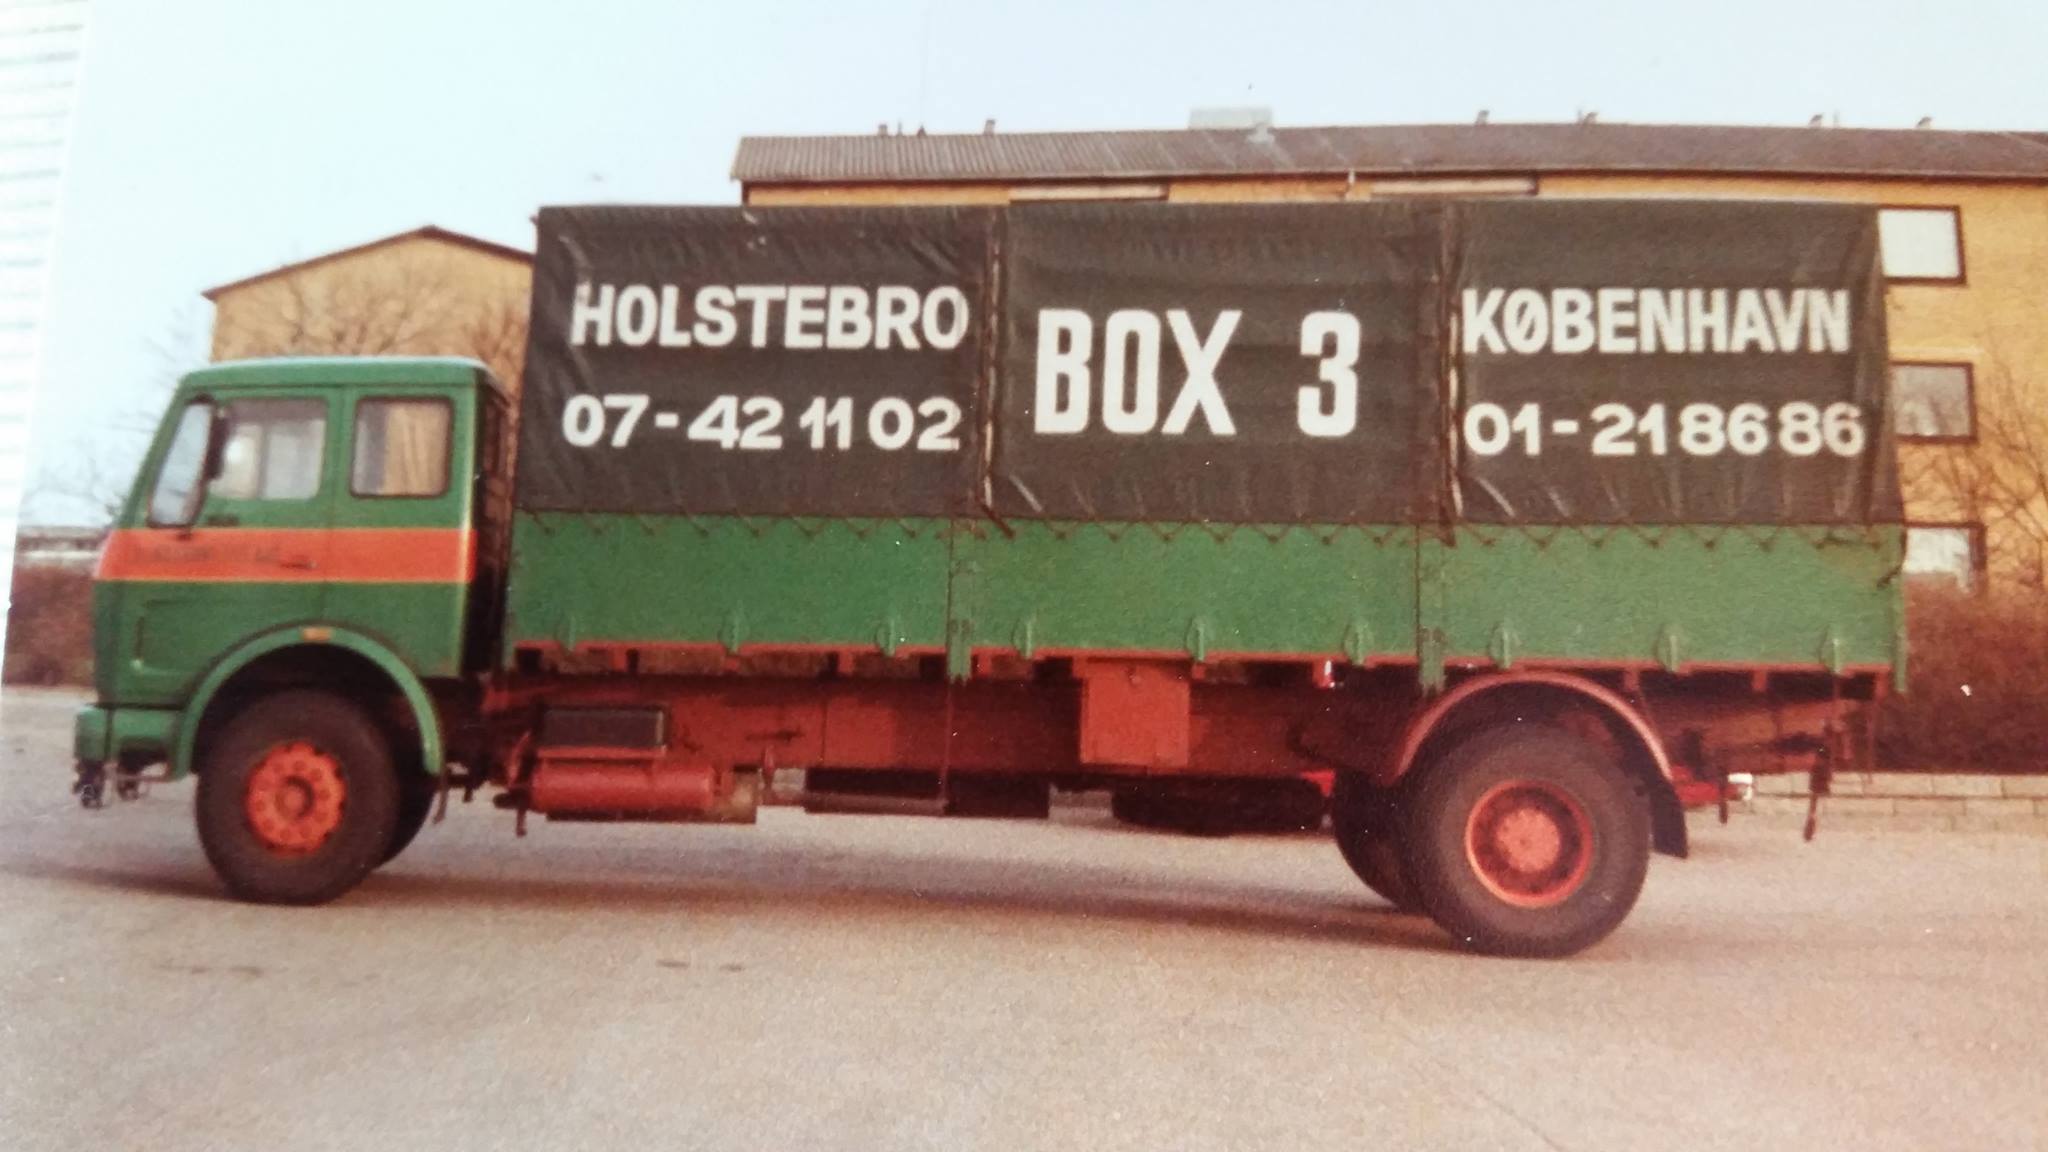 HOLSTEBRO
07-42 11 02
BOX 3
KØBENHAVN
01-21 86 86